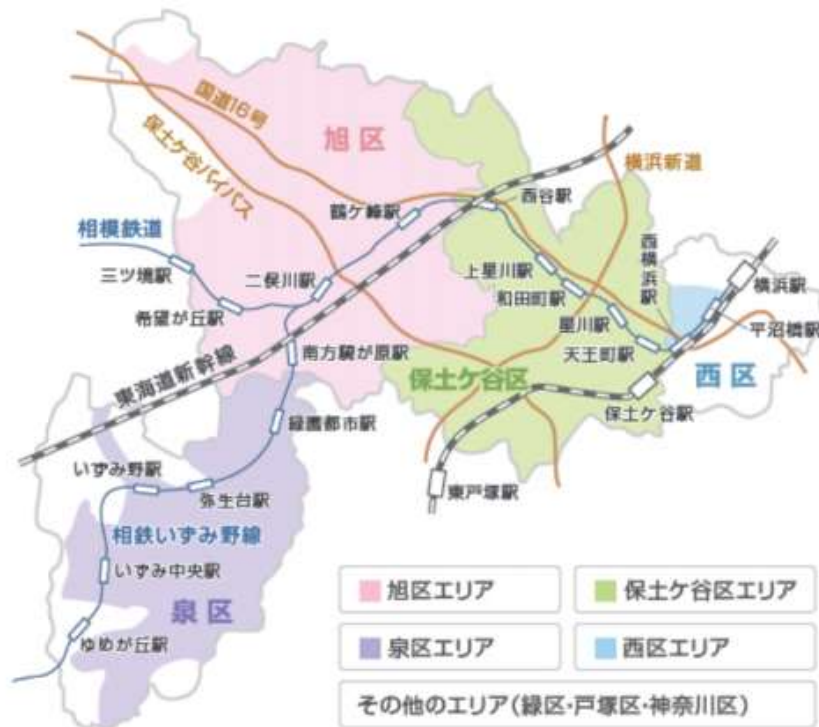 国道16号
保土ケ谷バイパス
旭区
横浜新道
西谷駅
鶴ケ峰駅
相模鉄道
三ツ境駅
希望が丘駅
二俣川駅
上星川駅
和田町駅
星川駅
天王町駅
西横浜駅
横浜駅
平沼橋駅
西区
東海道新幹線
南万騎が原駅
保土ケ谷区
保土ケ谷駅
緑園都市駅
いずみ野駅
弥生台駅
東戸塚駅
相鉄いずみ野線
いずみ中央駅
泉区
ゆめが丘駅
旭区エリア
保土ケ谷区エリア
泉区エリア
西区エリア
その他のエリア(緑区・戸塚区・神奈川区)